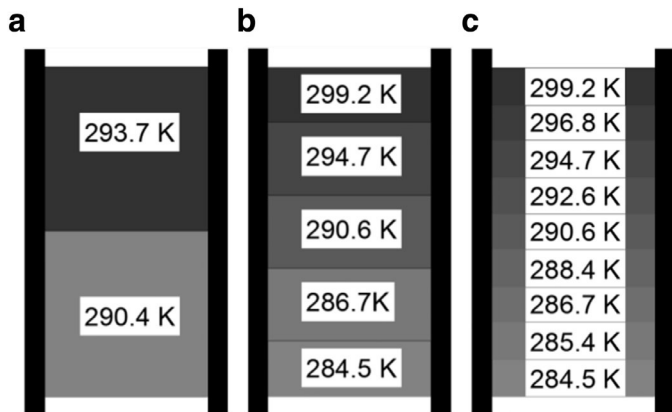 a
293.7 K
290.4 K
b
299.2 K
294.7 K
290.6 K
286.7K
284.5 K
c
299.2 K
296.8 K
294.7 K
292.6 K
290.6 K
288.4 K
286.7 K
285.4 K
284.5 K